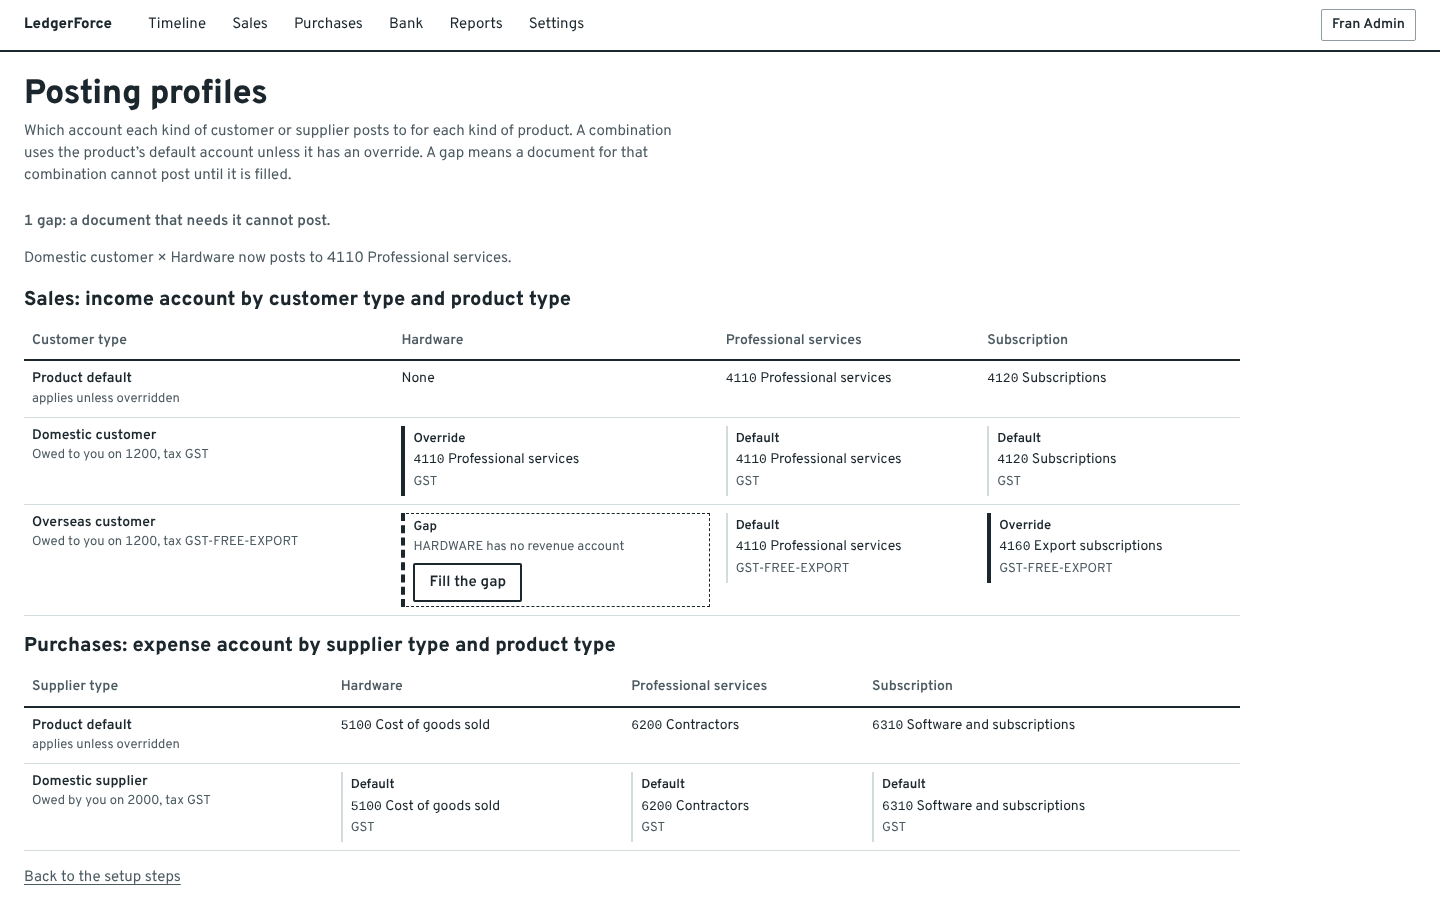 LedgerForce Timeline Sales Purchases Bank Reports Settings Fran Admin
Posting profiles
Which account each kind of customer or supplier posts to for each kind of product. A combination
uses the product's default account unless it has an override. A gap means a document for that
combination cannot post until it is filled.
1 gap: a document that needs it cannot post.
Domestic customer × Hardware now posts to 4110 Professional services.
Sales: income account by customer type and product type
Customer type Hardware Professional services Subscription
Product default None 4110 Professional services 4120 Subscriptions
applies unless overridden
Domestic customer Override Default Default
Owed to you on 1200, tax GST 4110 Professional services 4110 Professional services 4120 Subscriptions
GST GST GST
Overseas customer Gap Default Override
Owed to you on 1200, tax GST-FREE-EXPORT HARDWARE has no revenue account 4110 Professional services 4160 Export subscriptions
GST-FREE-EXPORT GST-FREE-EXPORT
Fill the gap
Purchases: expense account by supplier type and product type
Supplier type Hardware Professional services Subscription
Product default 5100 Cost of goods sold 6200 Contractors 6310 Software and subscriptions
applies unless overridden
Domestic supplier Default Default Default
Owed by you on 2000, tax GST 5100 Cost of goods sold 6200 Contractors 6310 Software and subscriptions
GST GST GST
Back to the setup steps